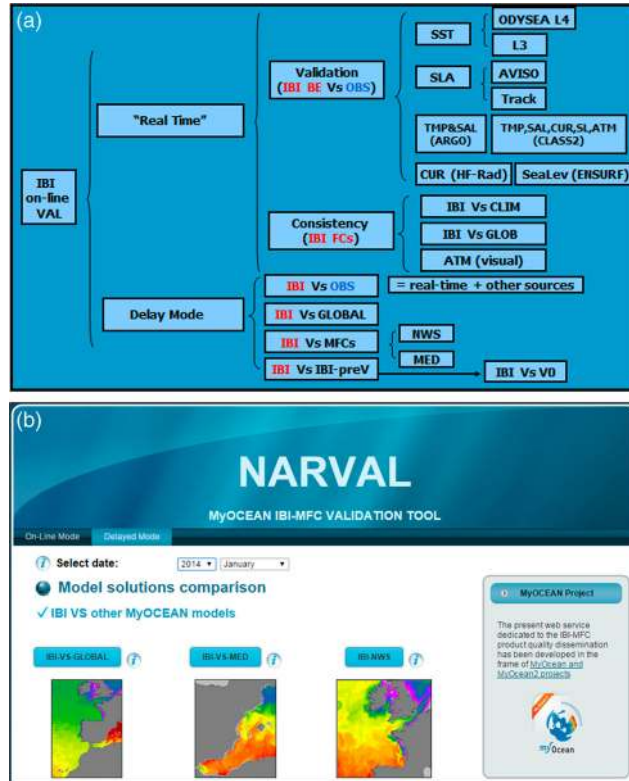 (a)
ODYSEA L4
SST
L3
Validation
(IBI BE Vs OBS)
SLA
AVISO
Track
"Real Time"
TMP&SAL
(ARGO)
TMP,SAL,CUR,SL,ATM
(CLASS2)
CUR (HF-Rad)
SeaLev (ENSURF)
IBI
on-line
VAL
Consistency
(IBI FCs)
IBI Vs CLIM
IBI Vs GLOB
ATM (visual)
Delay Mode
IBI Vs OBS
= real-time + other sources
IBI Vs GLOBAL
IBI Vs MFCs
NWS
MED
IBI Vs IBI-preV
IBI Vs V0
(b)
NARVAL
MyOCEAN IBI-MFC VALIDATION TOOL
On-Line Mode
Delayed Mode
Select date:
2014
January
Model solutions comparison
✓ IBI VS other MyOCEAN models
IBI-VS-GLOBAL
IBI-VS-MED
IBI-NWS
MyOCEAN Project
The present web service
dedicated to the IBI-MFC
product quality dissemination
has been developed in the
frame of MyOcean and
MyOcean2 projects
myOcean